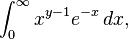 ∫₀^∞ x^{y−1} e^{−x} dx,